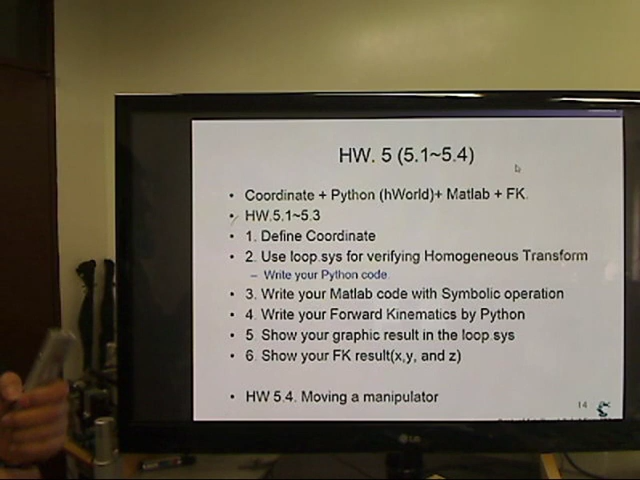 HW. 5 (5.1~5.4)
• Coordinate + Python (hWorld)+ Matlab + FK.
• HW.5.1~5.3
• 1. Define Coordinate
• 2. Use loop.sys for verifying Homogeneous Transform
– Write your Python code.
• 3. Write your Matlab code with Symbolic operation
• 4. Write your Forward Kinematics by Python
• 5. Show your graphic result in the loop.sys
• 6. Show your FK result(x,y, and z)
• HW 5.4. Moving a manipulator
14
LG